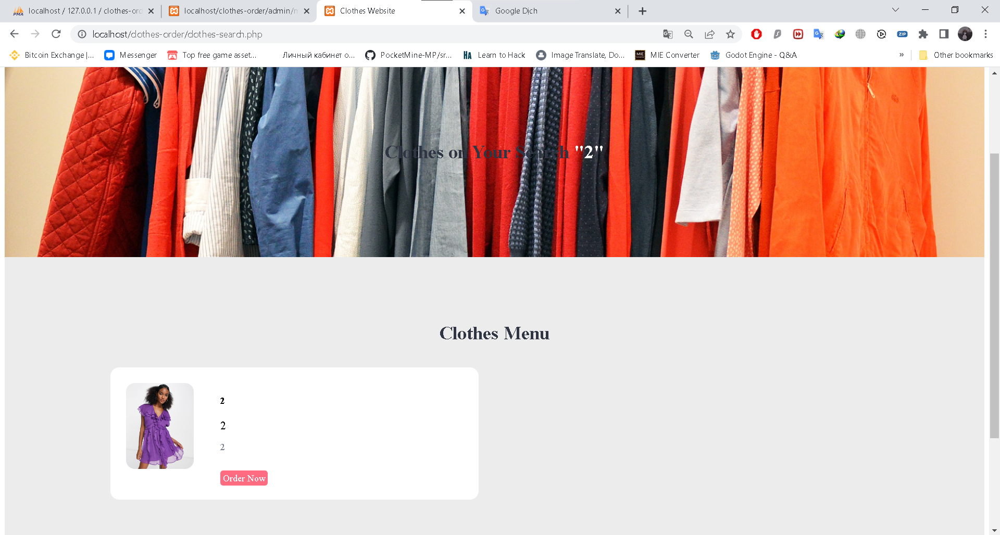 localhost / 127.0.0.1 / clothes-ord
localhost/clothes-order/admin/m
Clothes Website
Google Dịch
localhost/clothes-order/clothes-search.php
Bitcoin Exchange |...
Messenger
Top free game asset...
Личный кабинет о...
PocketMine-MP/sr...
Learn to Hack
Image Translate, Do...
MIE Converter
Godot Engine - Q&A
»
Other bookmarks
Clothes on Your Search "2"
Clothes Menu
2
2
2
Order Now